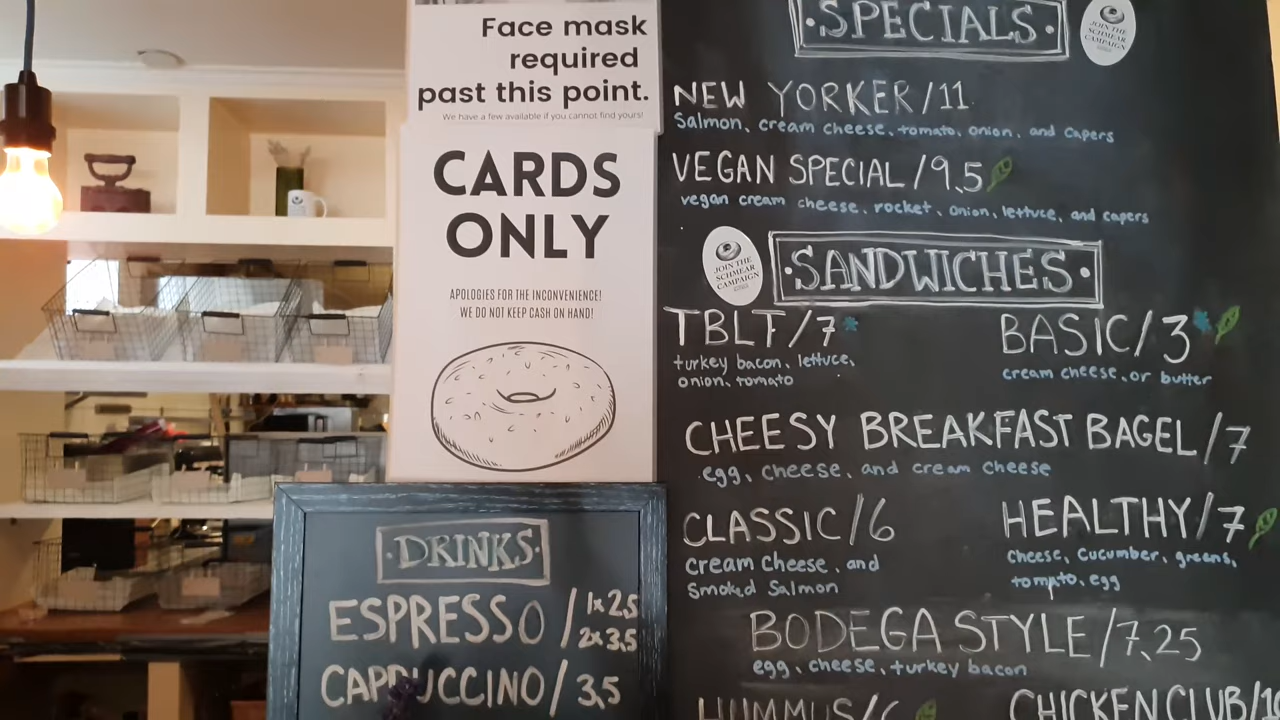 Face mask
required
past this point.
We have a few available if you cannot find yours!
CARDS
ONLY
APOLOGIES FOR THE INCONVENIENCE!
WE DO NOT KEEP CASH ON HAND!
DRINKS
ESPRESSO / 1x 2,5
2x 3,5
CAPPUCCINO / 3,5
SPECIALS
JOIN THE
SCHMEAR
CAMPAIGN
NEW YORKER / 11
Salmon, cream cheese, tomato, onion, and capers
VEGAN SPECIAL / 9,5
vegan cream cheese, rocket, onion, lettuce, and capers
JOIN THE
SCHMEAR
CAMPAIGN
SANDWICHES
TBLT / 7*
turkey bacon, lettuce,
onion, tomato
BASIC / 3*
cream cheese, or butter
CHEESY BREAKFAST BAGEL / 7
egg, cheese, and cream cheese
CLASSIC / 6
cream cheese, and
smoked salmon
HEALTHY / 7
cheese, cucumber, greens,
tomato, egg
BODEGA STYLE / 7,25
egg, cheese, turkey bacon
HUMMUS /
CHICKEN CLUB /